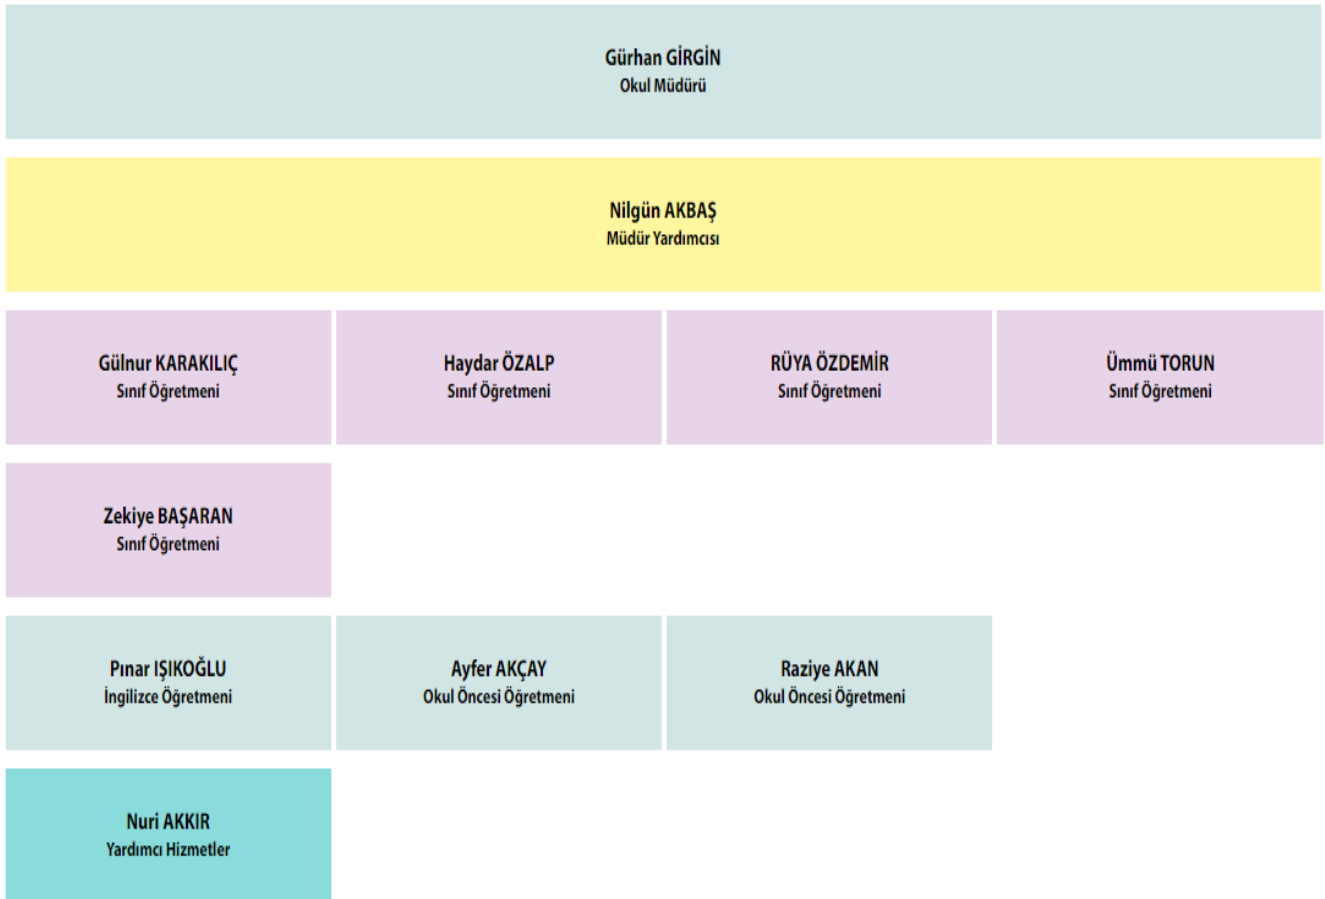 Gürhan GİRGİN
Okul Müdürü
Nilgün AKBAŞ
Müdür Yardımcısı
Gülnur KARAKILIÇ
Sınıf Öğretmeni
Haydar ÖZALP
Sınıf Öğretmeni
RÜYA ÖZDEMİR
Sınıf Öğretmeni
Ümmü TORUN
Sınıf Öğretmeni
Zekiye BAŞARAN
Sınıf Öğretmeni
Pınar IŞIKOĞLU
İngilizce Öğretmeni
Ayfer AKÇAY
Okul Öncesi Öğretmeni
Raziye AKAN
Okul Öncesi Öğretmeni
Nuri AKKIR
Yardımcı Hizmetler